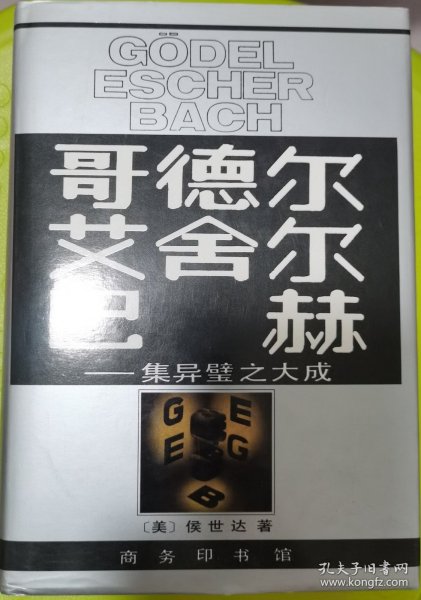 GÖDEL
ESCHER
BACH
哥德尔
艾舍尔
巴赫
——集异璧之大成
G E
E G
B
〔美〕侯世达 著
商务印书馆
孔夫子旧书网
www.kongfz.com